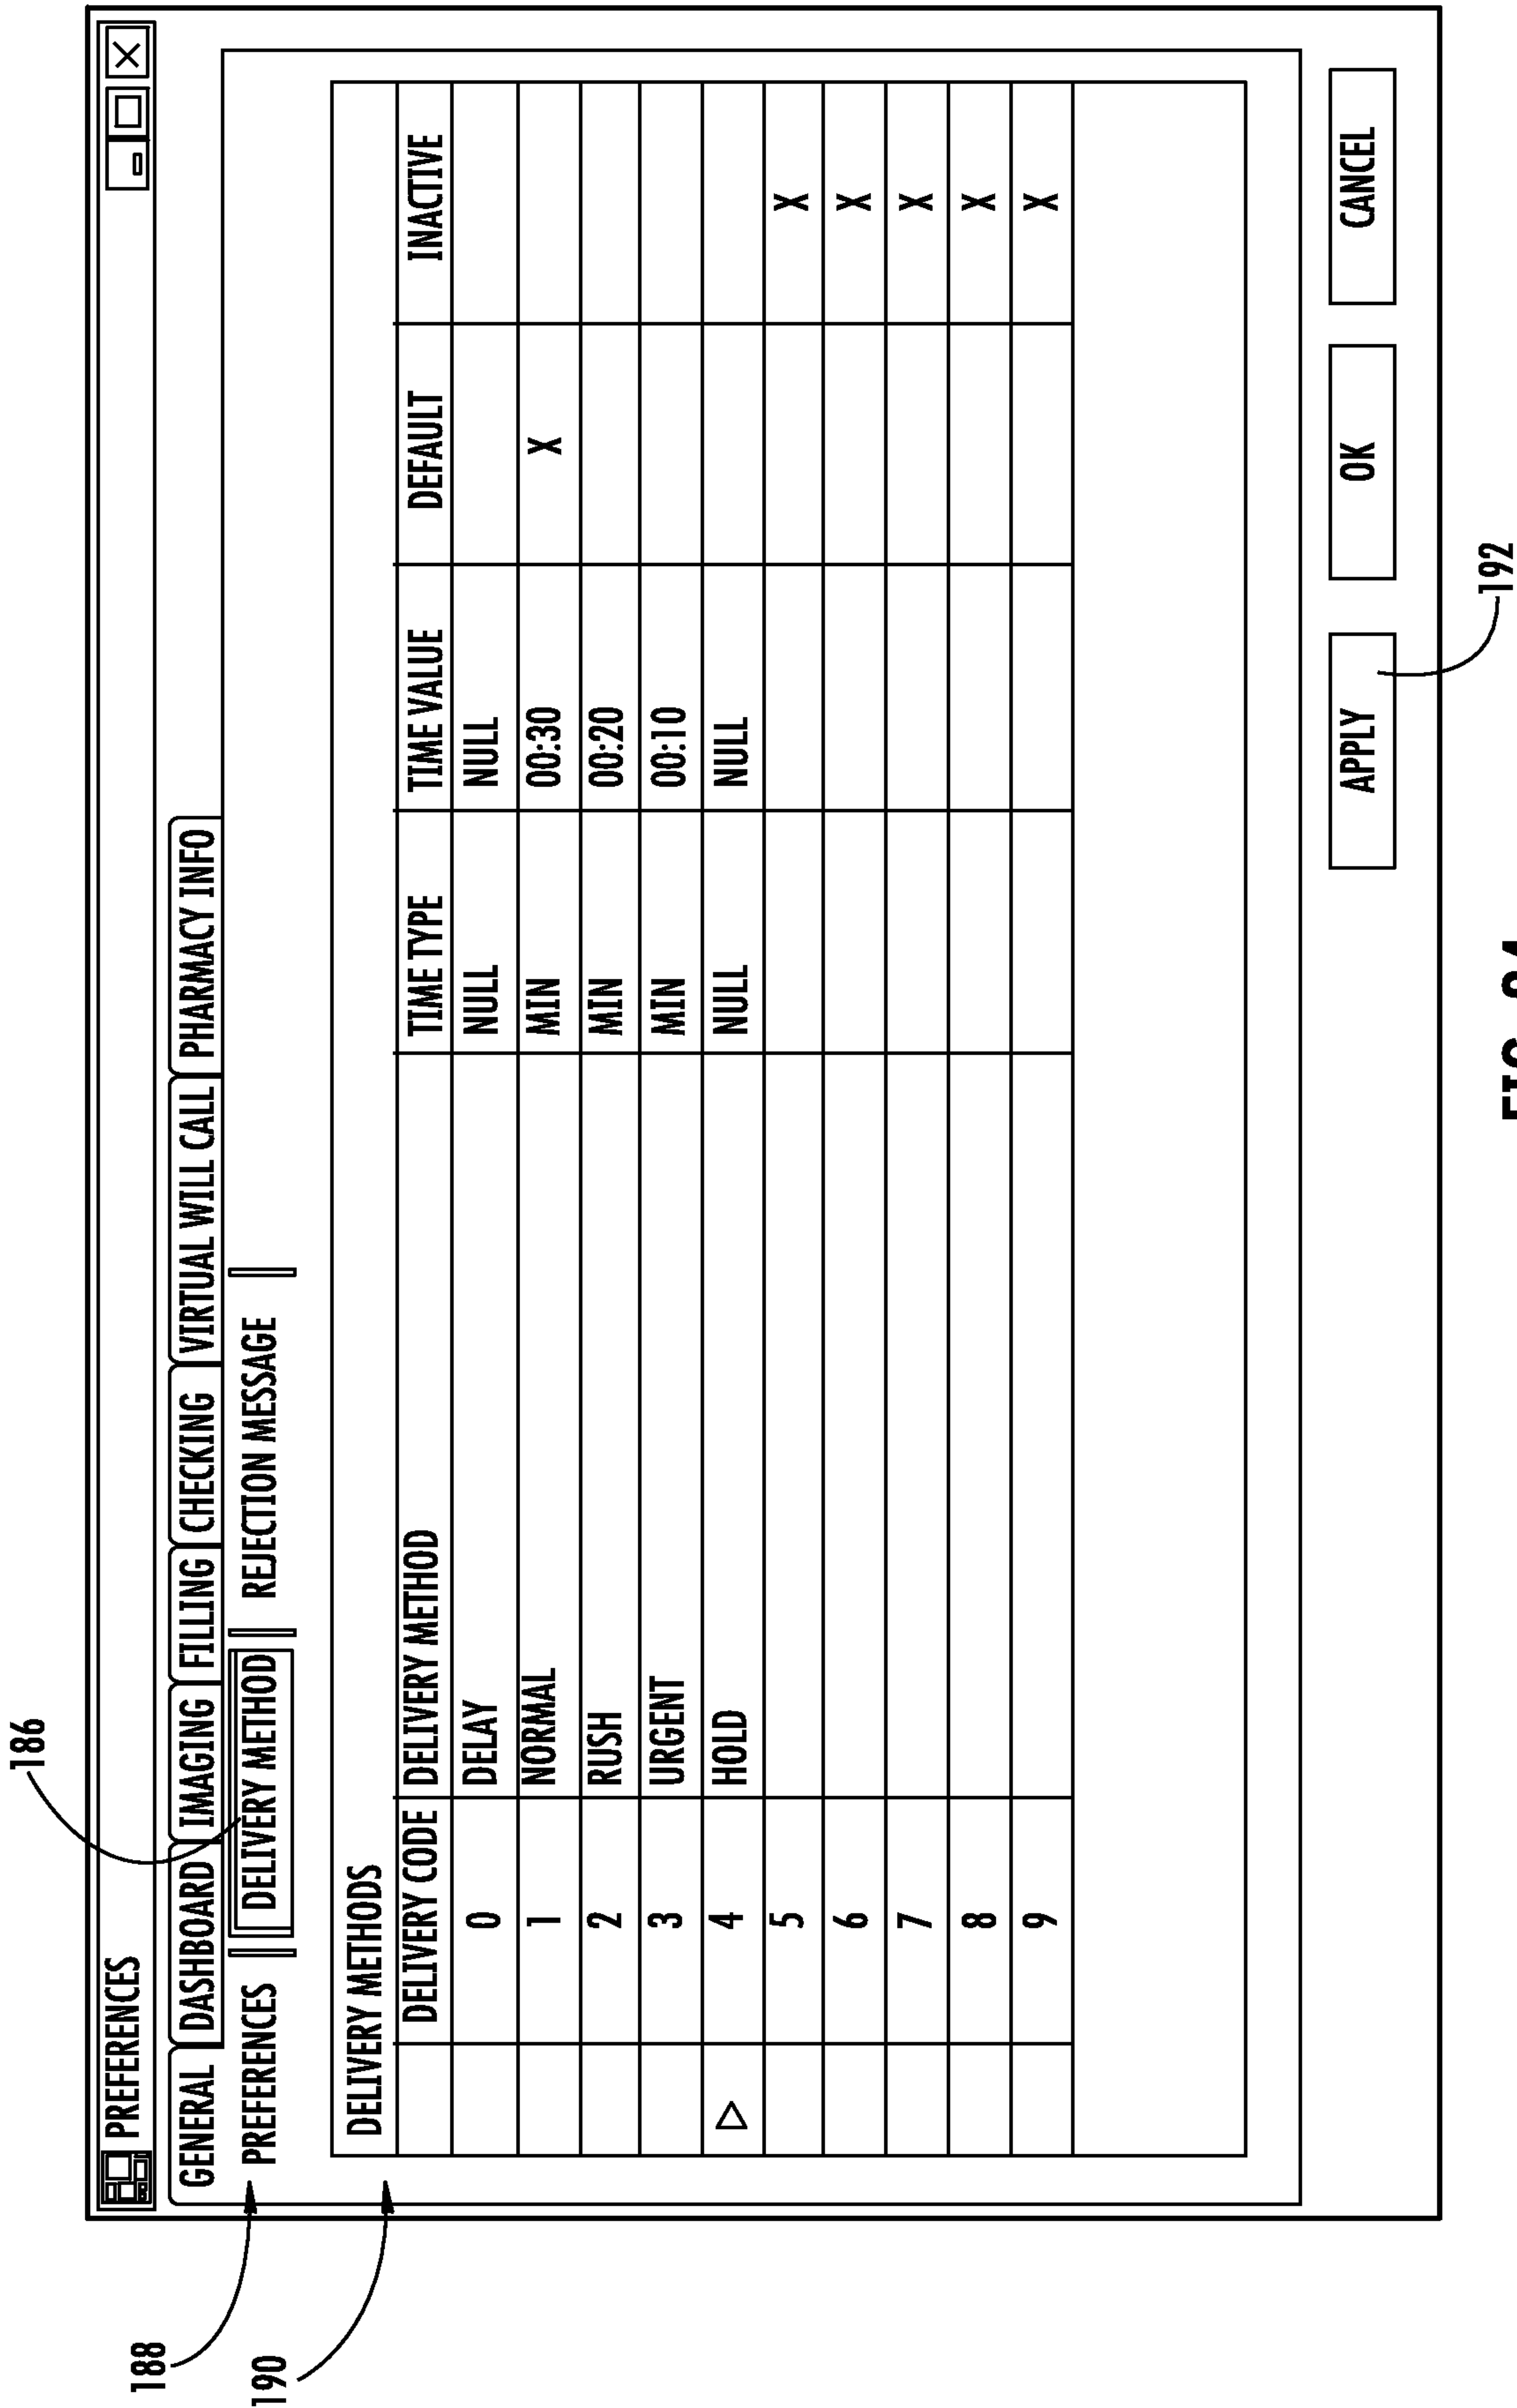 186
188
190
PREFERENCES
GENERAL DASHBOARD IMAGING FILLING CHECKING VIRTUAL WILL CALL PHARMACY INFO
PREFERENCES DELIVERY METHOD REJECTION MESSAGE
DELIVERY METHODS
DELIVERY CODE DELIVERY METHOD TIME TYPE TIME VALUE DEFAULT INACTIVE
0 DELAY NULL NULL
1 NORMAL MIN 00:30 X
2 RUSH MIN 00:20
3 URGENT MIN 00:10
4 HOLD NULL NULL
5 X
6 X
7 X
8 X
9 X
APPLY OK CANCEL
192